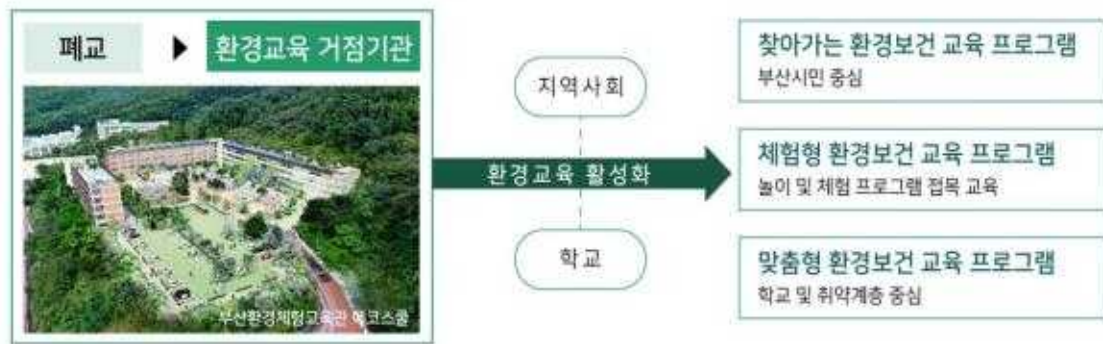 폐교 ▶ 환경교육 거점기관
부산환경체험교육관 에코스쿨
지역사회
환경교육 활성화
학교
찾아가는 환경보건 교육 프로그램
부산시민 중심
체험형 환경보건 교육 프로그램
놀이 및 체험 프로그램 접목 교육
맞춤형 환경보건 교육 프로그램
학교 및 취약계층 중심